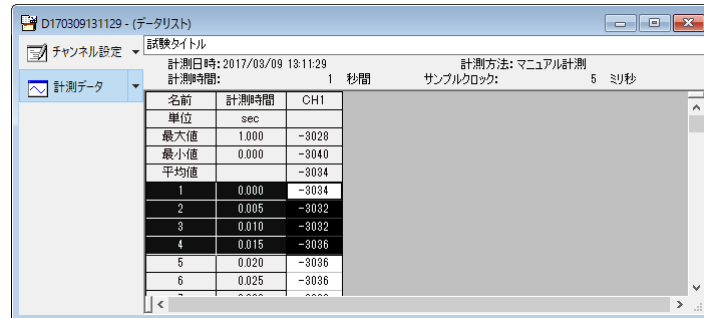 D170309131129 - (データリスト)
チャンネル設定
試験タイトル
計測日時: 2017/03/09 13:11:29 計測方法: マニュアル計測
計測時間: 1 秒間 サンプルクロック: 5 ミリ秒
計測データ
名前 計測時間 CH1
単位 sec
最大値 1.000 -3028
最小値 0.000 -3040
平均値 -3034
1 0.000 -3034
2 0.005 -3032
3 0.010 -3032
4 0.015 -3036
5 0.020 -3036
6 0.025 -3036